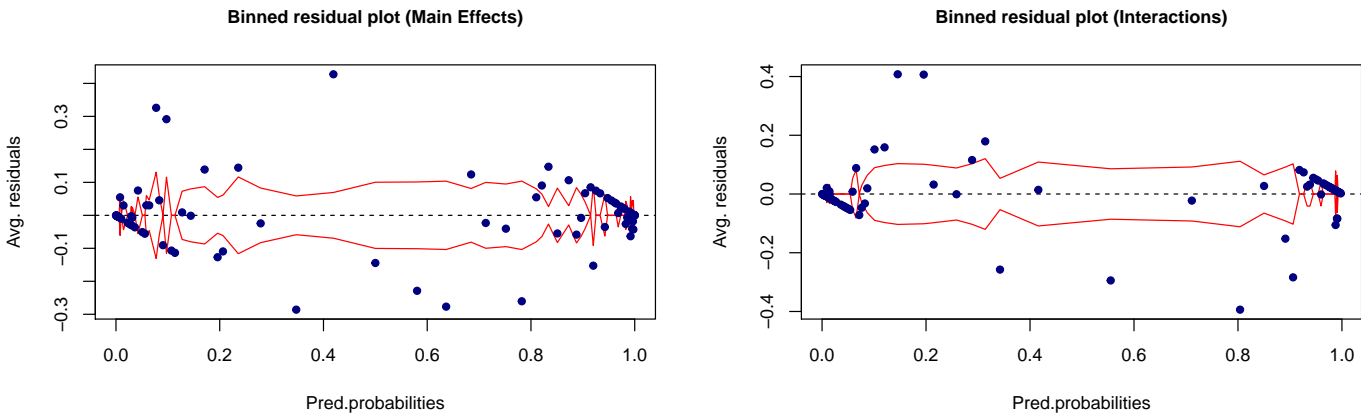 Binned residual plot (Main Effects)
Avg. residuals
0.3
0.1
−0.1
−0.3
0.0 0.2 0.4 0.6 0.8 1.0
Pred.probabilities
Binned residual plot (Interactions)
Avg. residuals
0.4
0.2
0.0
−0.2
−0.4
0.0 0.2 0.4 0.6 0.8 1.0
Pred.probabilities